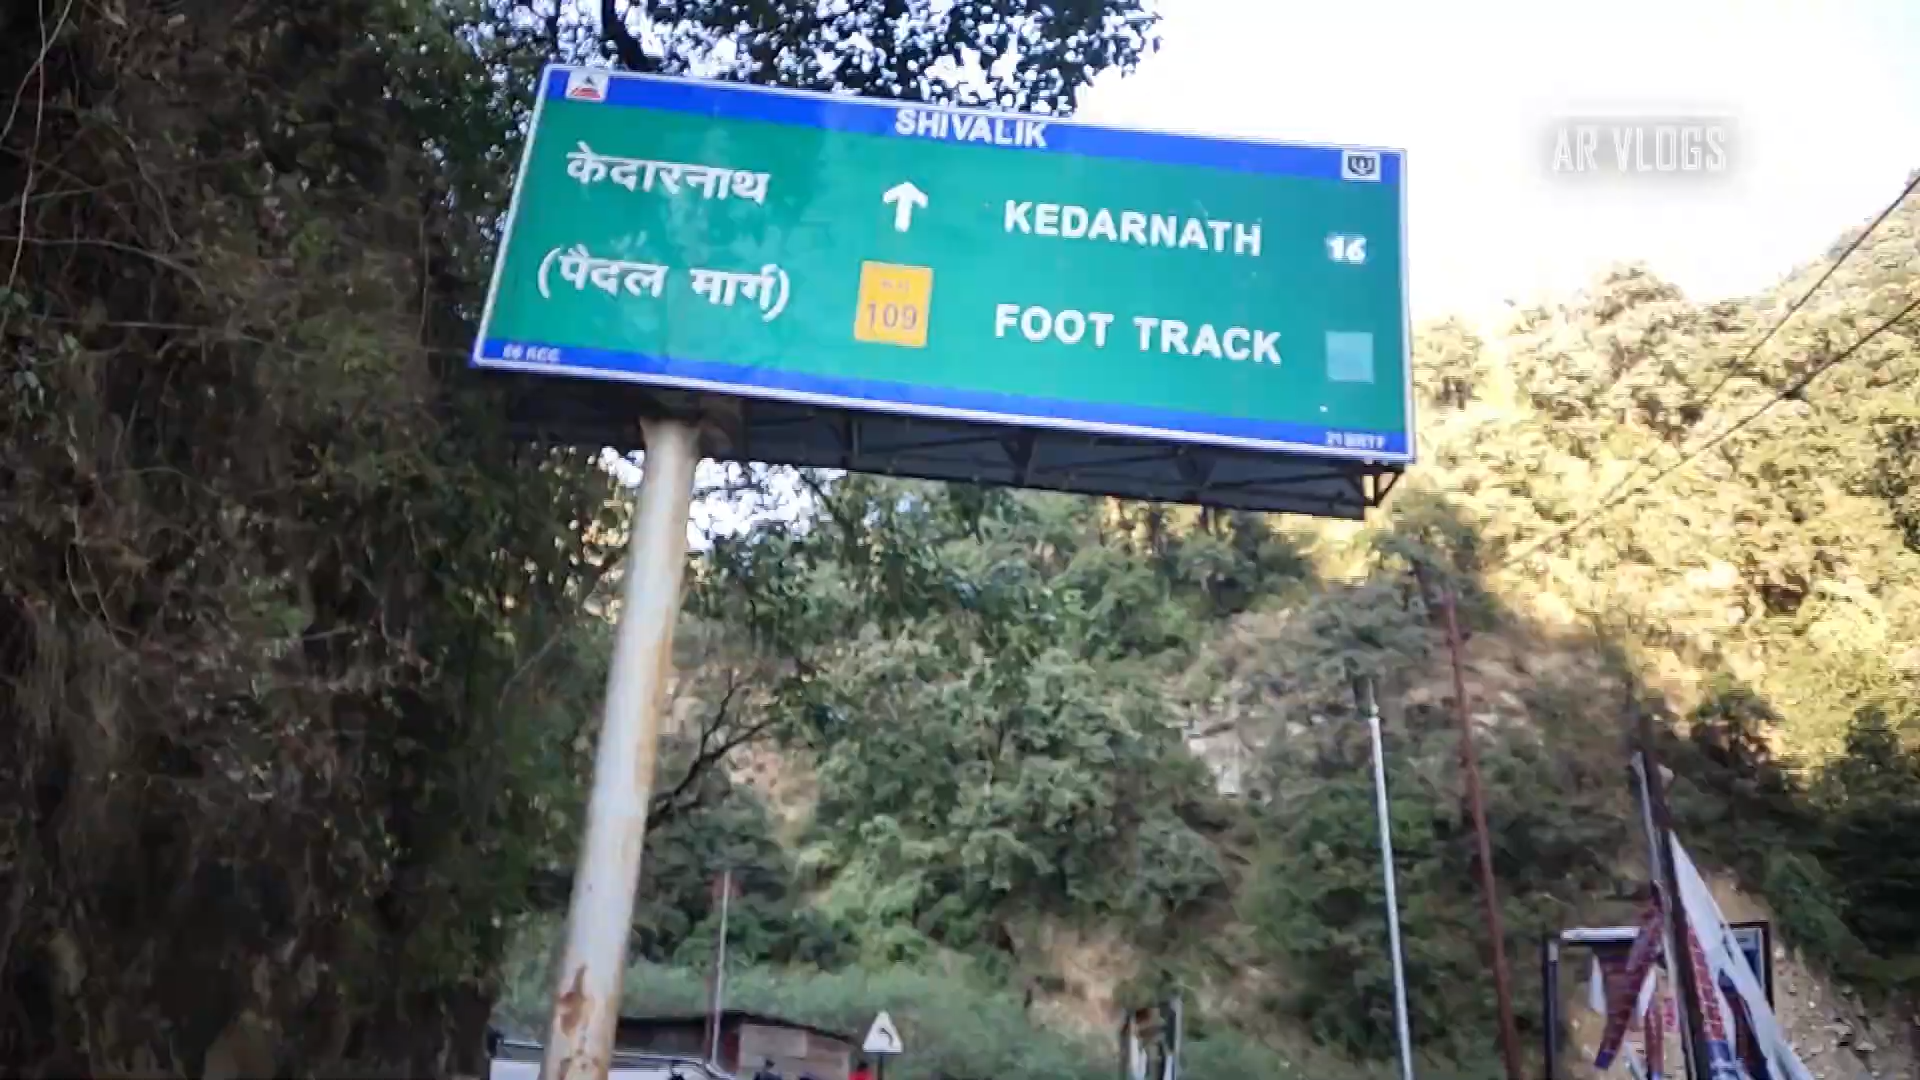 SHIVALIK
केदारनाथ
KEDARNATH 16
(पैदल मार्ग)
109
FOOT TRACK
AR VLOGS